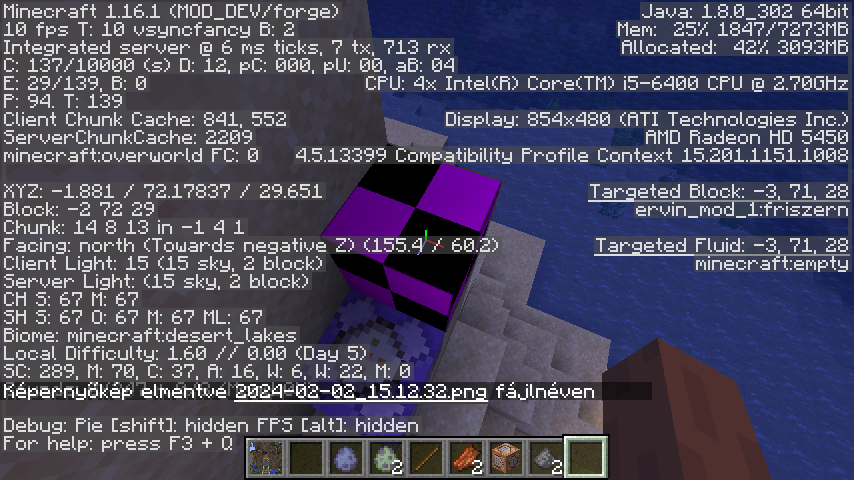 Minecraft 1.16.1 (MOD_DEV/forge)
10 fps T: 10 vsyncfancy B: 2
Integrated server @ 6 ms ticks, 7 tx, 713 rx
C: 137/10000 (s) D: 12, pC: 000, pU: 00, aB: 04
E: 29/139, B: 0
P: 94. T: 139
Client Chunk Cache: 841, 552
ServerChunkCache: 2209
minecraft:overworld FC: 0
XYZ: -1.881 / 72.17837 / 29.651
Block: -2 72 29
Chunk: 14 8 13 in -1 4 1
Facing: north (Towards negative Z) (155.4 / 60.2)
Client Light: 15 (15 sky, 2 block)
Server Light: (15 sky, 2 block)
CH S: 67 M: 67
SH S: 67 O: 67 M: 67 ML: 67
Biome: minecraft:desert_lakes
Local Difficulty: 1.60 // 0.00 (Day 5)
SC: 289, M: 70, C: 37, A: 16, W: 6, W: 22, M: 0
Képernyőkép elmentve 2024-02-02_15.12.32.png fájlnéven
Debug: Pie [shift]: hidden FPS [alt]: hidden
For help: press F3 + Q
Java: 1.8.0_302 64bit
Mem: 25% 1847/7273MB
Allocated: 42% 3093MB
CPU: 4x Intel(R) Core(TM) i5-6400 CPU @ 2.70GHz
Display: 854x480 (ATI Technologies Inc.)
AMD Radeon HD 5450
4.5.13399 Compatibility Profile Context 15.201.1151.1008
Targeted Block: -3, 71, 28
ervin_mod_1:friszern
Targeted Fluid: -3, 71, 28
minecraft:empty
2
2
2